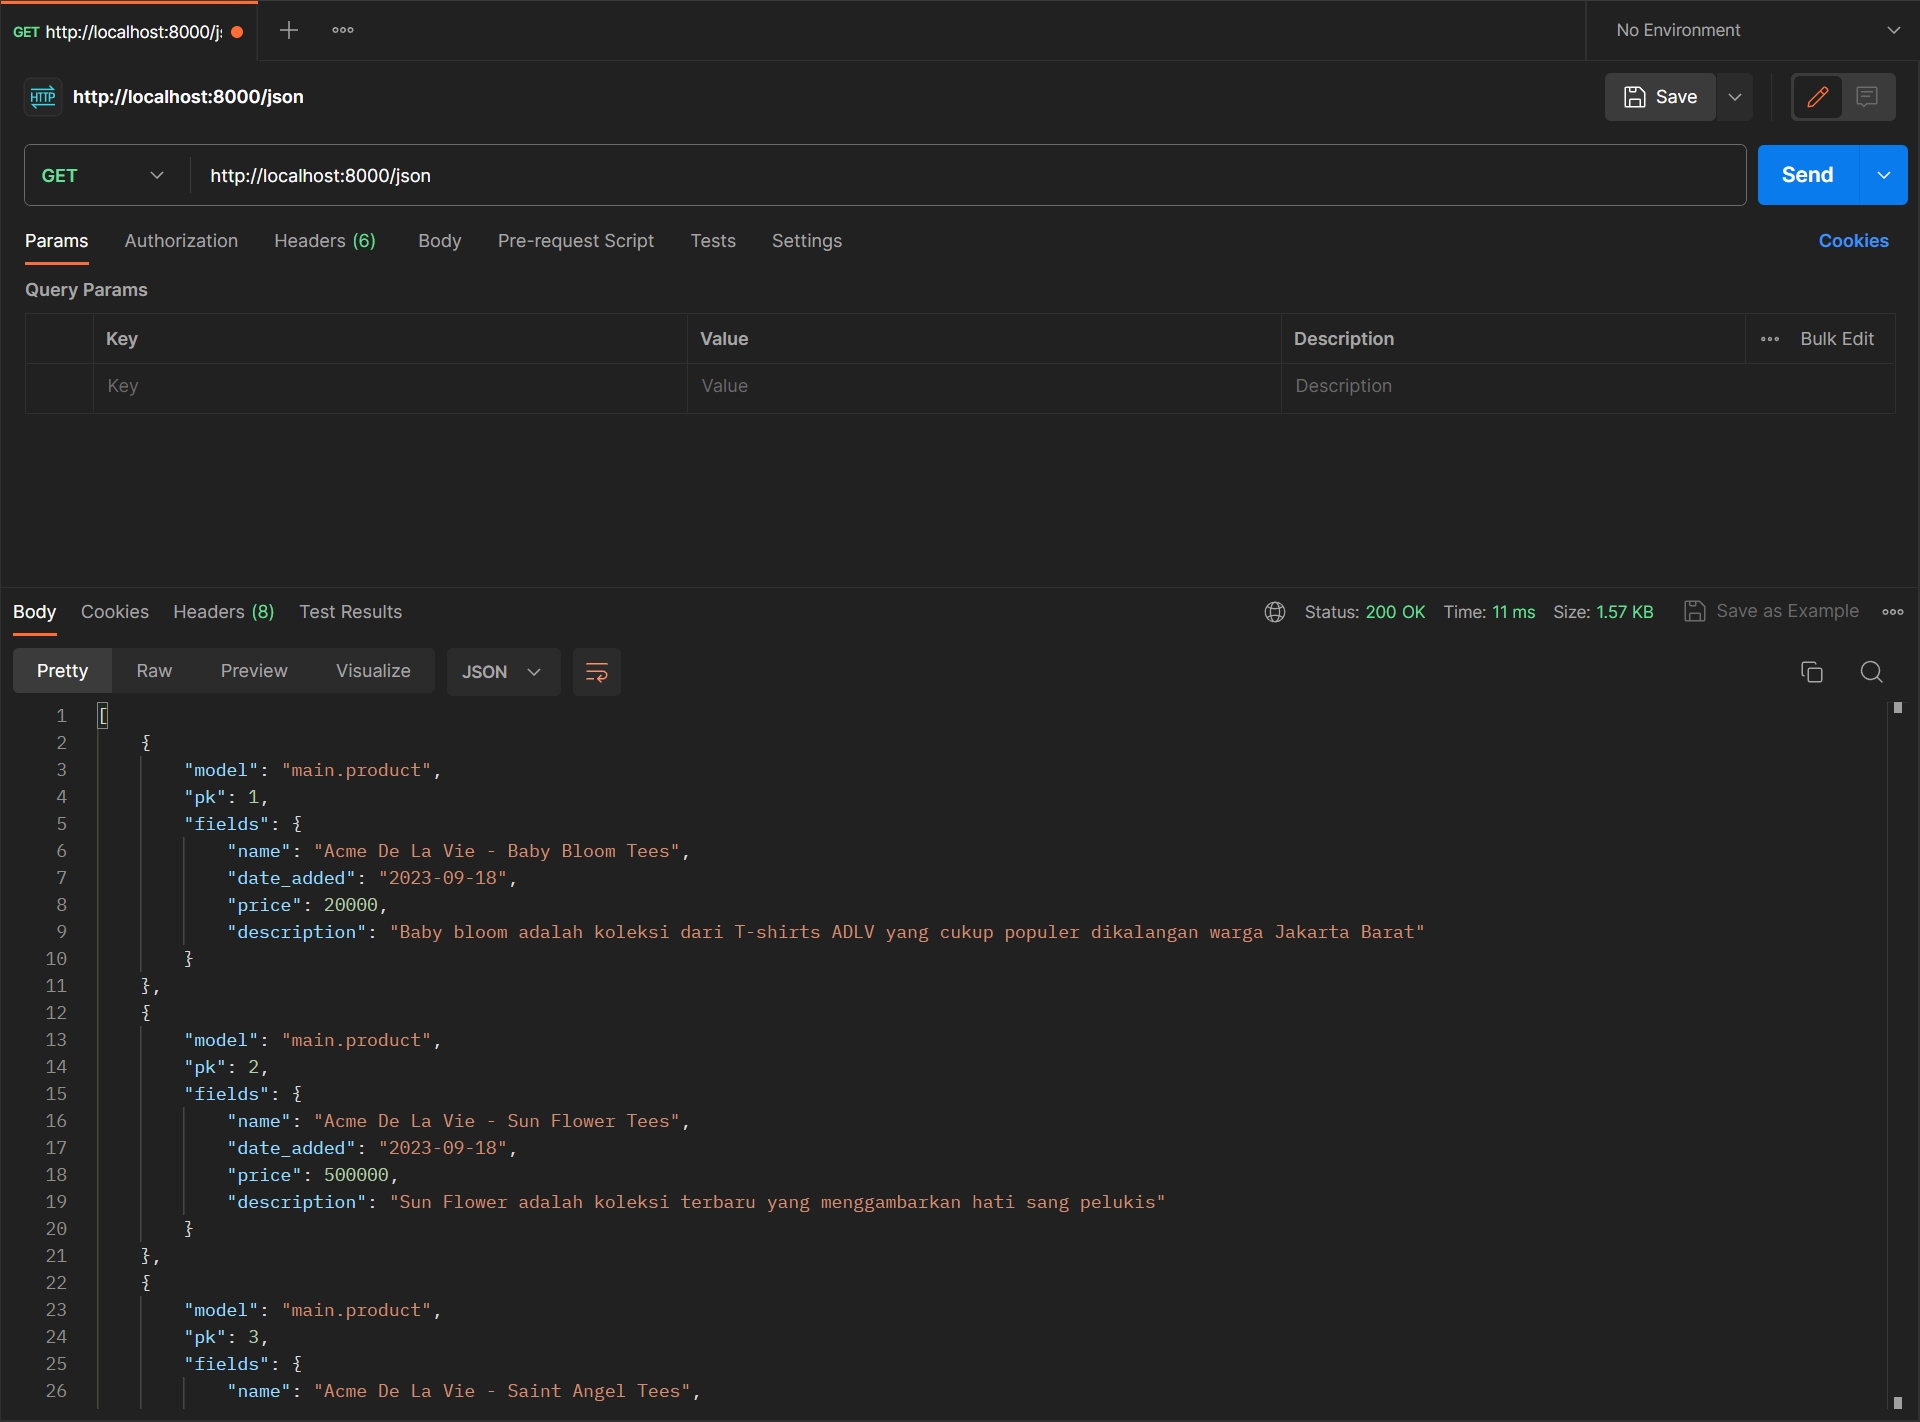 GET http://localhost:8000/j
No Environment
HTTP http://localhost:8000/json
Save
GET http://localhost:8000/json
Send
Params Authorization Headers (6) Body Pre-request Script Tests Settings Cookies
Query Params
Key Value Description Bulk Edit
Key Value Description
Body Cookies Headers (8) Test Results Status: 200 OK Time: 11 ms Size: 1.57 KB Save as Example
Pretty Raw Preview Visualize JSON
1 [
2 {
3 "model": "main.product",
4 "pk": 1,
5 "fields": {
6 "name": "Acme De La Vie - Baby Bloom Tees",
7 "date_added": "2023-09-18",
8 "price": 20000,
9 "description": "Baby bloom adalah koleksi dari T-shirts ADLV yang cukup populer dikalangan warga Jakarta Barat"
10 }
11 },
12 {
13 "model": "main.product",
14 "pk": 2,
15 "fields": {
16 "name": "Acme De La Vie - Sun Flower Tees",
17 "date_added": "2023-09-18",
18 "price": 500000,
19 "description": "Sun Flower adalah koleksi terbaru yang menggambarkan hati sang pelukis"
20 }
21 },
22 {
23 "model": "main.product",
24 "pk": 3,
25 "fields": {
26 "name": "Acme De La Vie - Saint Angel Tees",